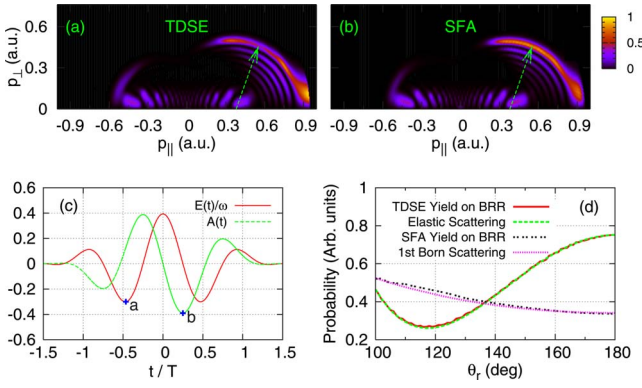 (a) TDSE
(b) SFA
p⊥ (a.u.)
0.6
0.3
0
-0.9 -0.6 -0.3 0 0.3 0.6 0.9
p|| (a.u.)
-0.9 -0.6 -0.3 0 0.3 0.6 0.9
p|| (a.u.)
1
0.5
0
(c)
E(t)/ω
A(t)
0.6
0.4
0.2
0.0
-0.2
-0.4
-0.6
a
b
-1.5 -1 -0.5 0 0.5 1 1.5
t / T
Probability (Arb. units)
1
0.8
0.6
0.4
0.2
TDSE Yield on BRR
Elastic Scattering
SFA Yield on BRR
1st Born Scattering
(d)
100 120 140 160 180
θr (deg)